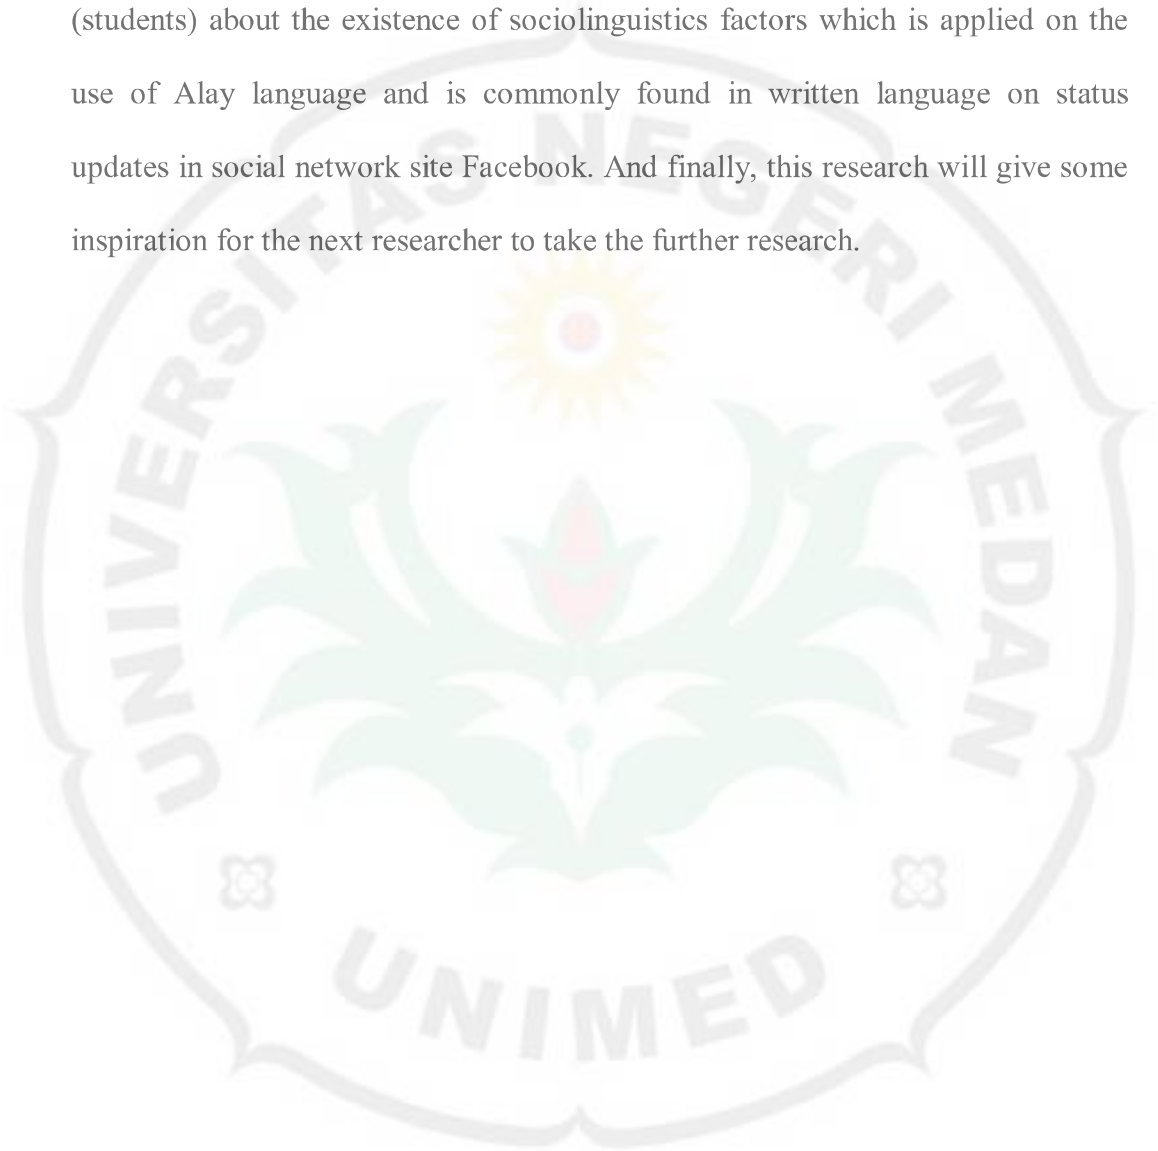 (students) about the existence of sociolinguistics factors which is applied on the
use of Alay language and is commonly found in written language on status
updates in social network site Facebook. And finally, this research will give some
inspiration for the next researcher to take the further research.
UNIVERSITAS NEGERI MEDAN
UNIMED